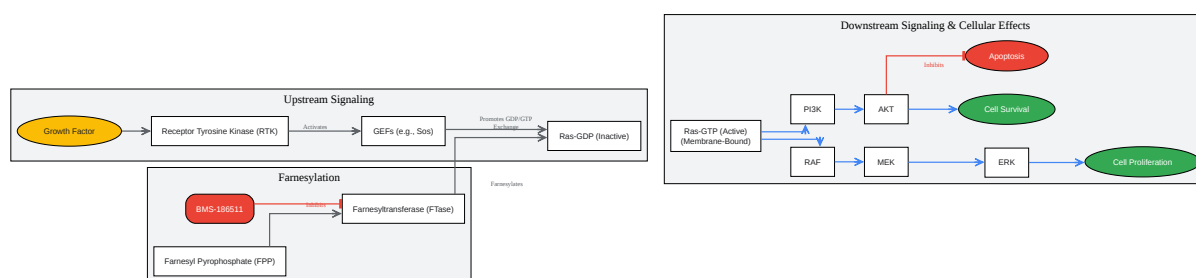 Upstream Signaling
Growth Factor
Receptor Tyrosine Kinase (RTK)
Activates
GEFs (e.g., Sos)
Promotes GDP/GTP
Exchange
Ras-GDP (Inactive)
Farnesylation
BMS-186511
Inhibits
Farnesyltransferase (FTase)
Farnesylates
Farnesyl Pyrophosphate (FPP)
Downstream Signaling & Cellular Effects
Inhibits
Apoptosis
PI3K
AKT
Cell Survival
Ras-GTP (Active)
(Membrane-Bound)
RAF
MEK
ERK
Cell Proliferation